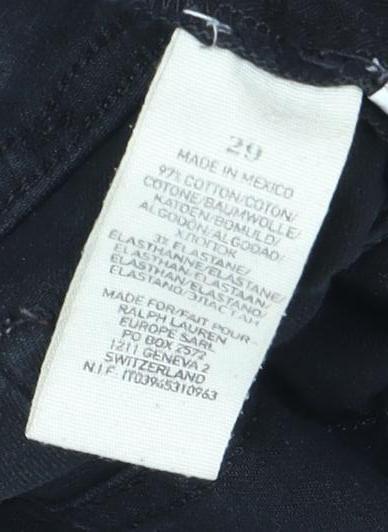 29
MADE IN MEXICO
97% COTTON/COTON/
COTONE/BAUMWOLLE/
KATOEN/BOMULD/
ALGODÓN/ALGODÃO/
ХЛОПОК
3% ELASTANE/
ELASTHANNE/ELASTANE/
ELASTHAN/ELASTAAN/
ELASTAN/ELASTANO/
ELASTANO/ЭЛАСТАН
MADE FOR/FAIT POUR-
RALPH LAUREN
EUROPE SARL
PO BOX 2572
1211 GENEVA 2
SWITZERLAND
N.I.F. IT03945310963